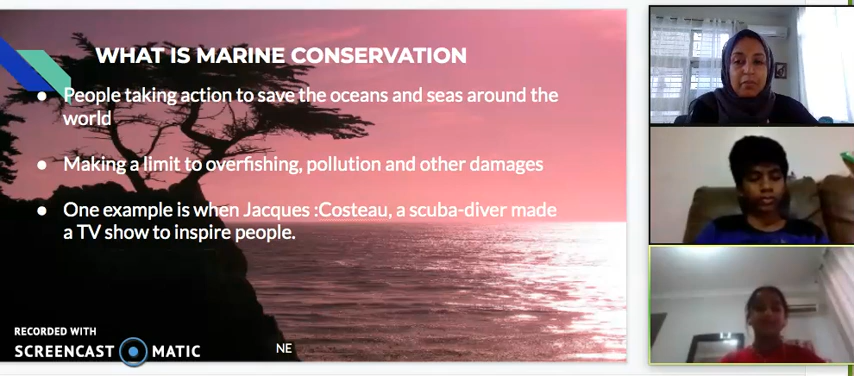 WHAT IS MARINE CONSERVATION
● People taking action to save the oceans and seas around the
world
● Making a limit to overfishing, pollution and other damages
● One example is when Jacques :Costeau, a scuba-diver made
a TV show to inspire people.
RECORDED WITH
SCREENCAST MATIC
NE